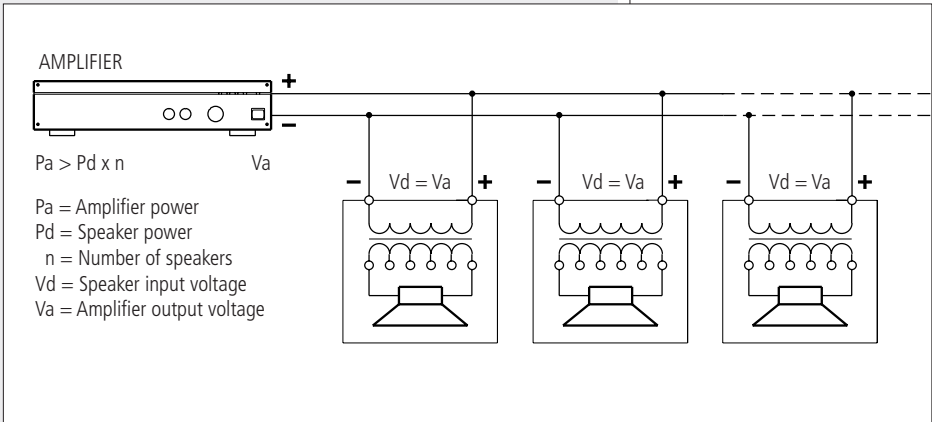 AMPLIFIER
+
–
Pa > Pd x n Va
– Vd = Va + – Vd = Va + – Vd = Va +
Pa = Amplifier power
Pd = Speaker power
n = Number of speakers
Vd = Speaker input voltage
Va = Amplifier output voltage